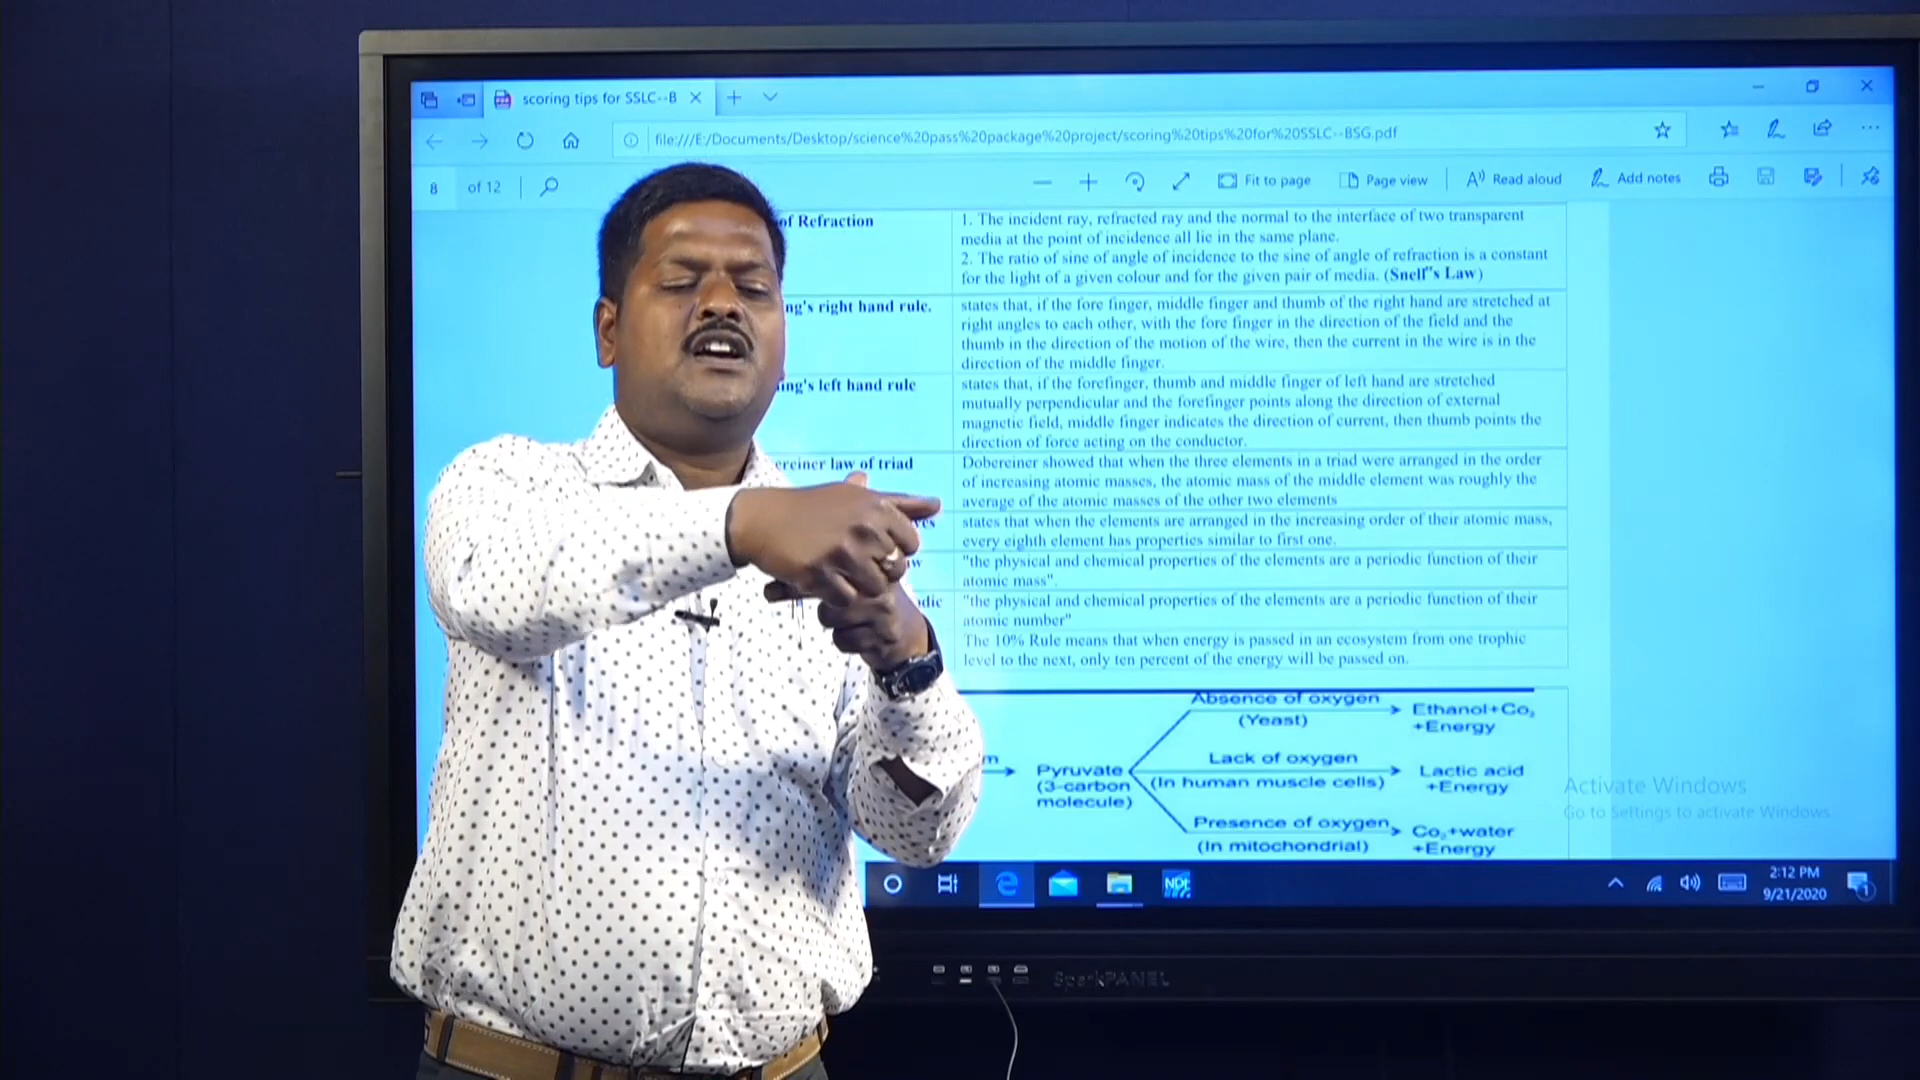 scoring tips for SSLC--B
file:///E:/Documents/Desktop/science%20pass%20package%20project/scoring%20tips%20for%20SSLC--BSG.pdf
8 of 12
Fit to page
Page view
Read aloud
Add notes
of Refraction
1. The incident ray, refracted ray and the normal to the interface of two transparent
media at the point of incidence all lie in the same plane.
2. The ratio of sine of angle of incidence to the sine of angle of refraction is a constant
for the light of a given colour and for the given pair of media. (Snell"s Law)
ng's right hand rule.
states that, if the fore finger, middle finger and thumb of the right hand are stretched at
right angles to each other, with the fore finger in the direction of the field and the
thumb in the direction of the motion of the wire, then the current in the wire is in the
direction of the middle finger.
ng's left hand rule
states that, if the forefinger, thumb and middle finger of left hand are stretched
mutually perpendicular and the forefinger points along the direction of external
magnetic field, middle finger indicates the direction of current, then thumb points the
direction of force acting on the conductor.
ereiner law of triad
Dobereiner showed that when the three elements in a triad were arranged in the order
of increasing atomic masses, the atomic mass of the middle element was roughly the
average of the atomic masses of the other two elements
ves
states that when the elements are arranged in the increasing order of their atomic mass,
every eighth element has properties similar to first one.
aw
"the physical and chemical properties of the elements are a periodic function of their
atomic mass".
dic
"the physical and chemical properties of the elements are a periodic function of their
atomic number"
The 10% Rule means that when energy is passed in an ecosystem from one trophic
level to the next, only ten percent of the energy will be passed on.
Absence of oxygen
(Yeast)
Ethanol+Co2
+Energy
m
Pyruvate
(3-carbon
molecule)
Lack of oxygen
(In human muscle cells)
Lactic acid
+Energy
Presence of oxygen
(In mitochondrial)
Co2+water
+Energy
Activate Windows
Go to Settings to activate Windows.
2:12 PM
9/21/2020
1
SparkPANEL